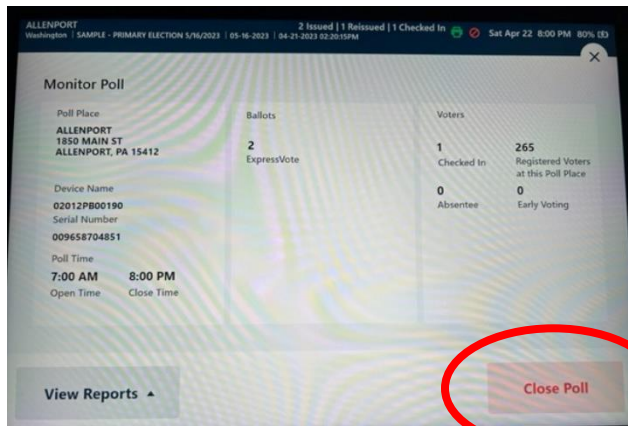 ALLENPORT
2 Issued | 1 Reissued | 1 Checked In
Sat Apr 22 8:00 PM 80%
Washington | SAMPLE - PRIMARY ELECTION 5/16/2023 | 05-16-2023 | 04-21-2023 02:20:15PM
Monitor Poll
Poll Place
ALLENPORT
1850 MAIN ST
ALLENPORT, PA 15412
Device Name
02012PB00190
Serial Number
009658704851
Poll Time
7:00 AM 8:00 PM
Open Time Close Time
Ballots
2
ExpressVote
Voters
1 265
Checked In Registered Voters
at this Poll Place
0 0
Absentee Early Voting
View Reports
Close Poll